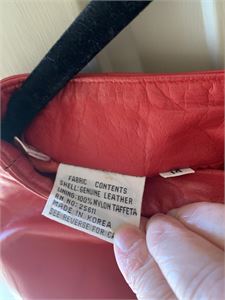 FABRIC CONTENTS
SHELL:GENUINE LEATHER
LINING:100% NYLON TAFFETA
RN NO:25611
MADE IN KOREA
SEE REVERSE FOR